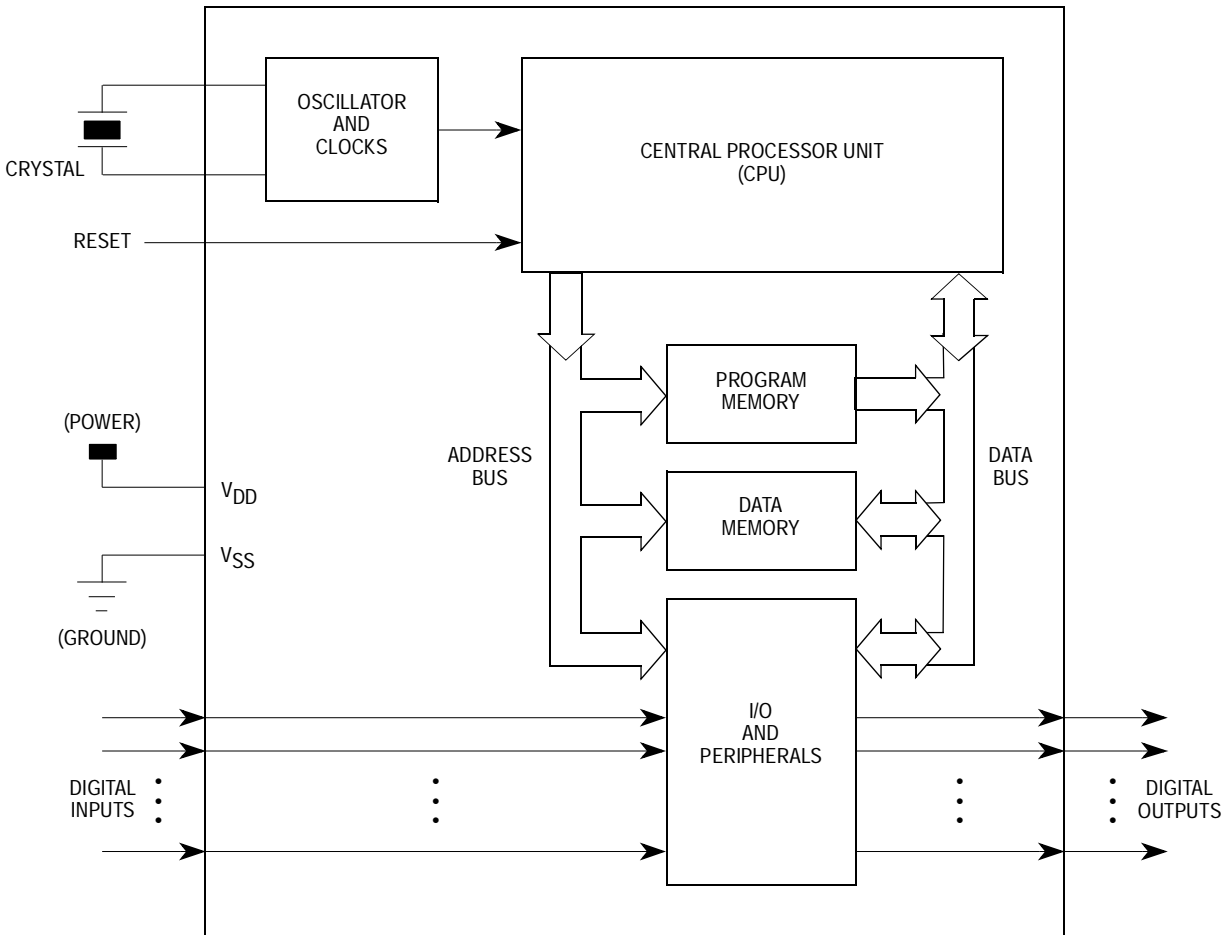 OSCILLATOR
AND
CLOCKS
CENTRAL PROCESSOR UNIT
(CPU)
CRYSTAL
RESET
PROGRAM
MEMORY
(POWER)
ADDRESS
BUS
DATA
BUS
VDD
DATA
MEMORY
VSS
(GROUND)
I/O
AND
PERIPHERALS
DIGITAL
INPUTS
DIGITAL
OUTPUTS